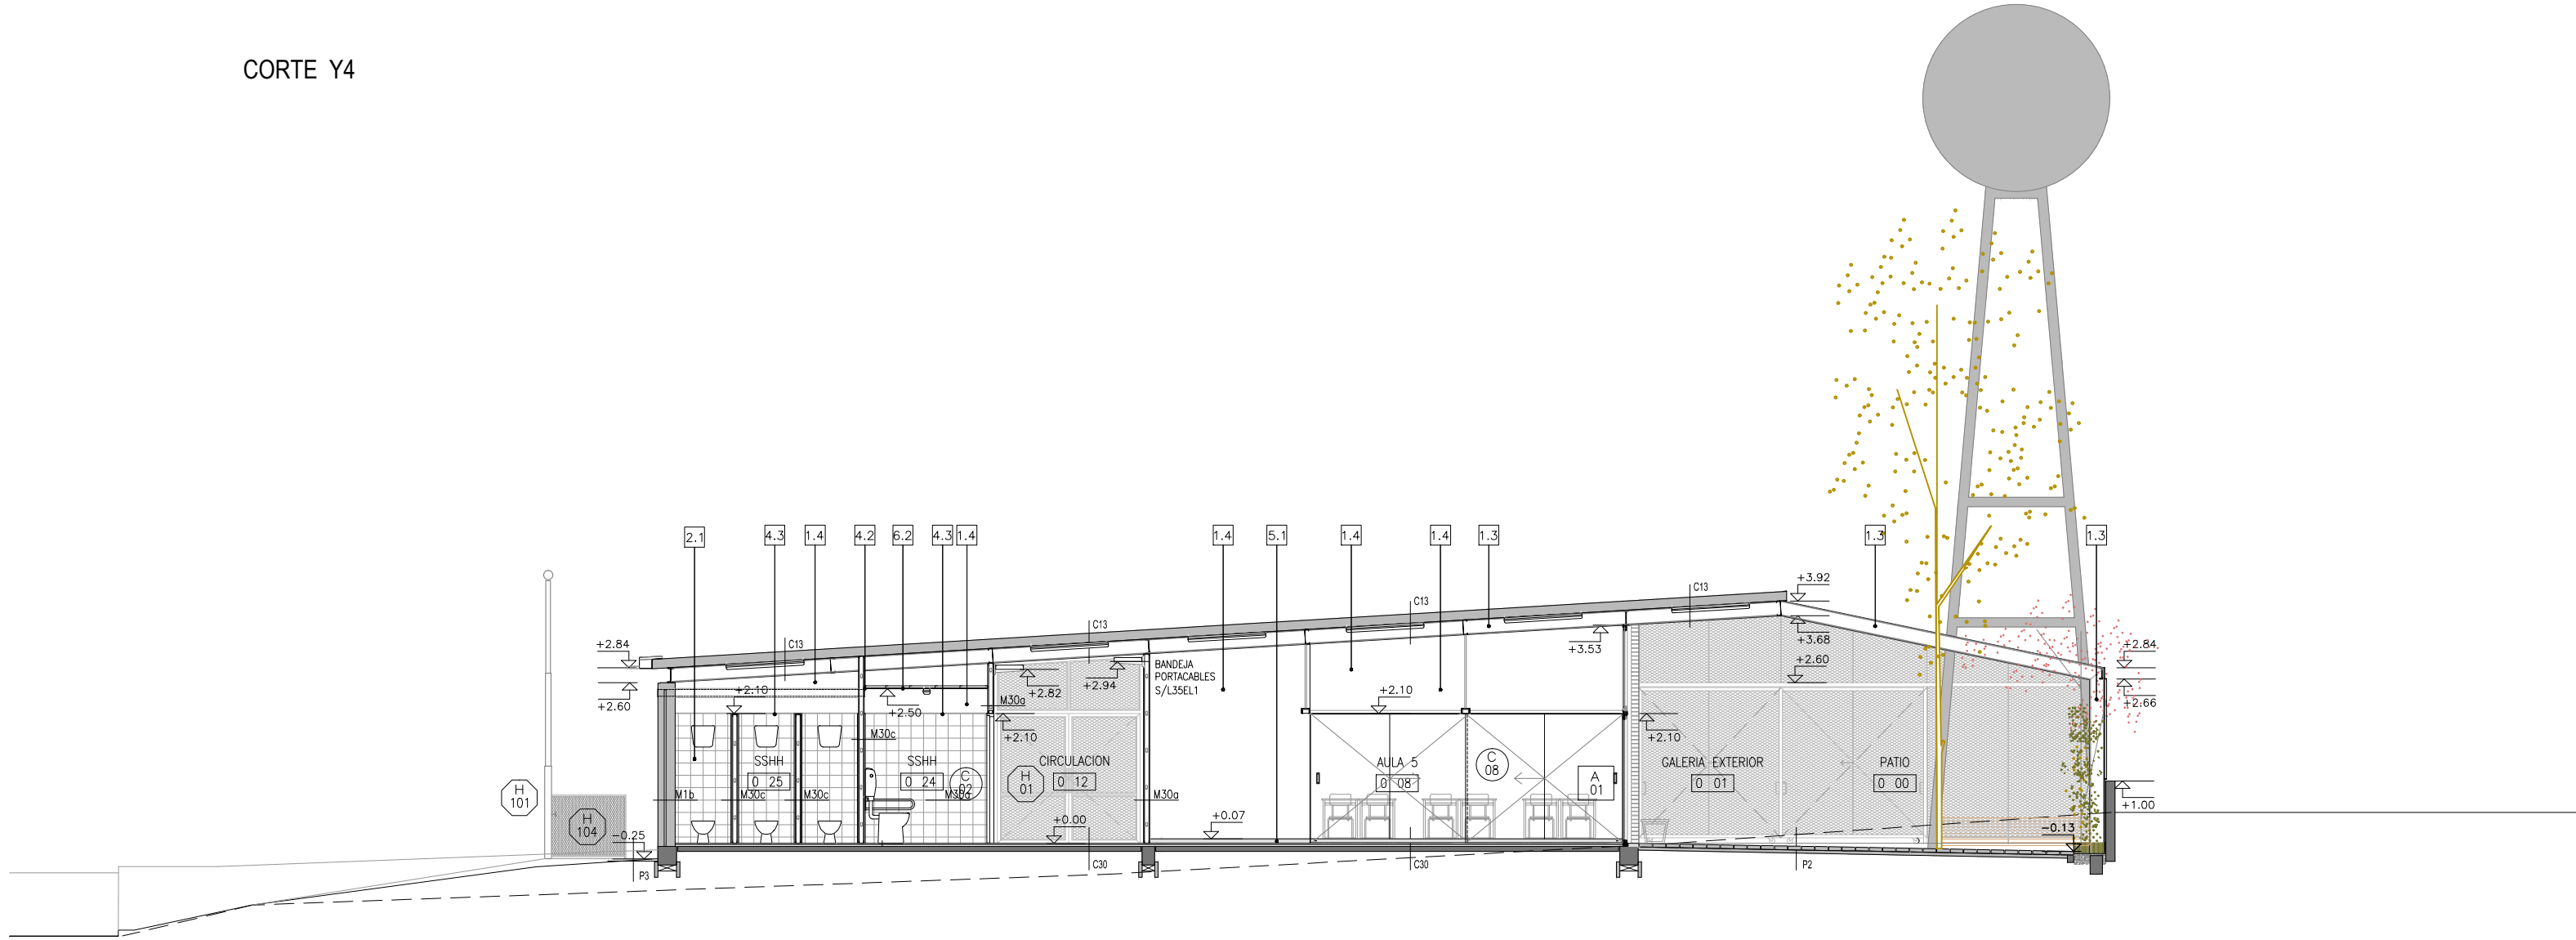 CORTE Y4
2.1
4.3
1.4
4.2
6.2
4.3
1.4
1.4
5.1
1.4
1.4
1.3
1.3
1.3
+3.92
C13
C13
C13
C13
+2.84
+3.68
+3.53
+2.84
+2.60
+2.10
+2.50
+2.82
+2.94
BANDEJA
PORTACABLES
S/L35EL1
+2.10
+2.60
+2.66
+2.60
M30a
+2.10
+2.10
M30c
SSHH
0 25
SSHH
0 24
C
02
H
01
CIRCULACION
0 12
AULA 5
0 08
C
08
A
01
GALERIA EXTERIOR
0 01
PATIO
0 00
H
101
H
104
M1b
M30c
M30c
M30a
M30a
+1.00
-0.25
+0.00
+0.07
-0.13
P3
C30
C30
P2